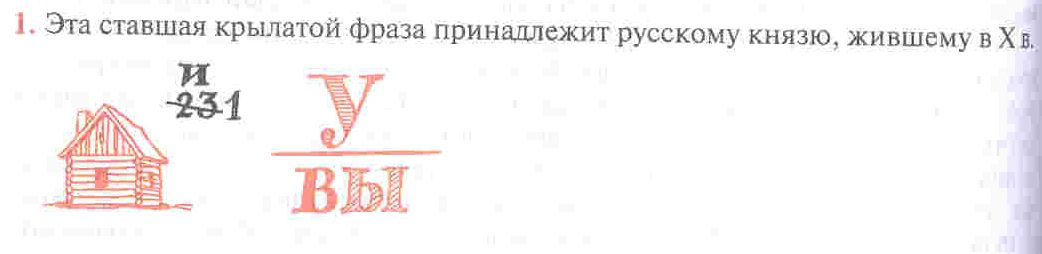 1. Эта ставшая крылатой фраза принадлежит русскому князю, жившему в X в.
И
231
У
ВЫ